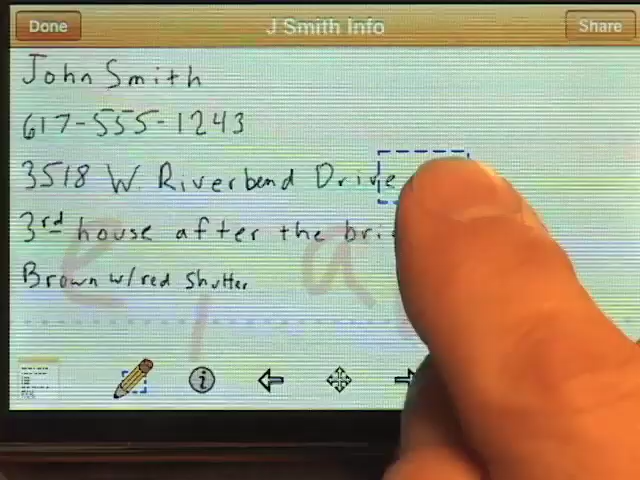 Done J Smith Info Share
John Smith
617-555-1243
3518 W. Riverbend Drive
3rd house after the bri
Brown w/red shutter
e, a